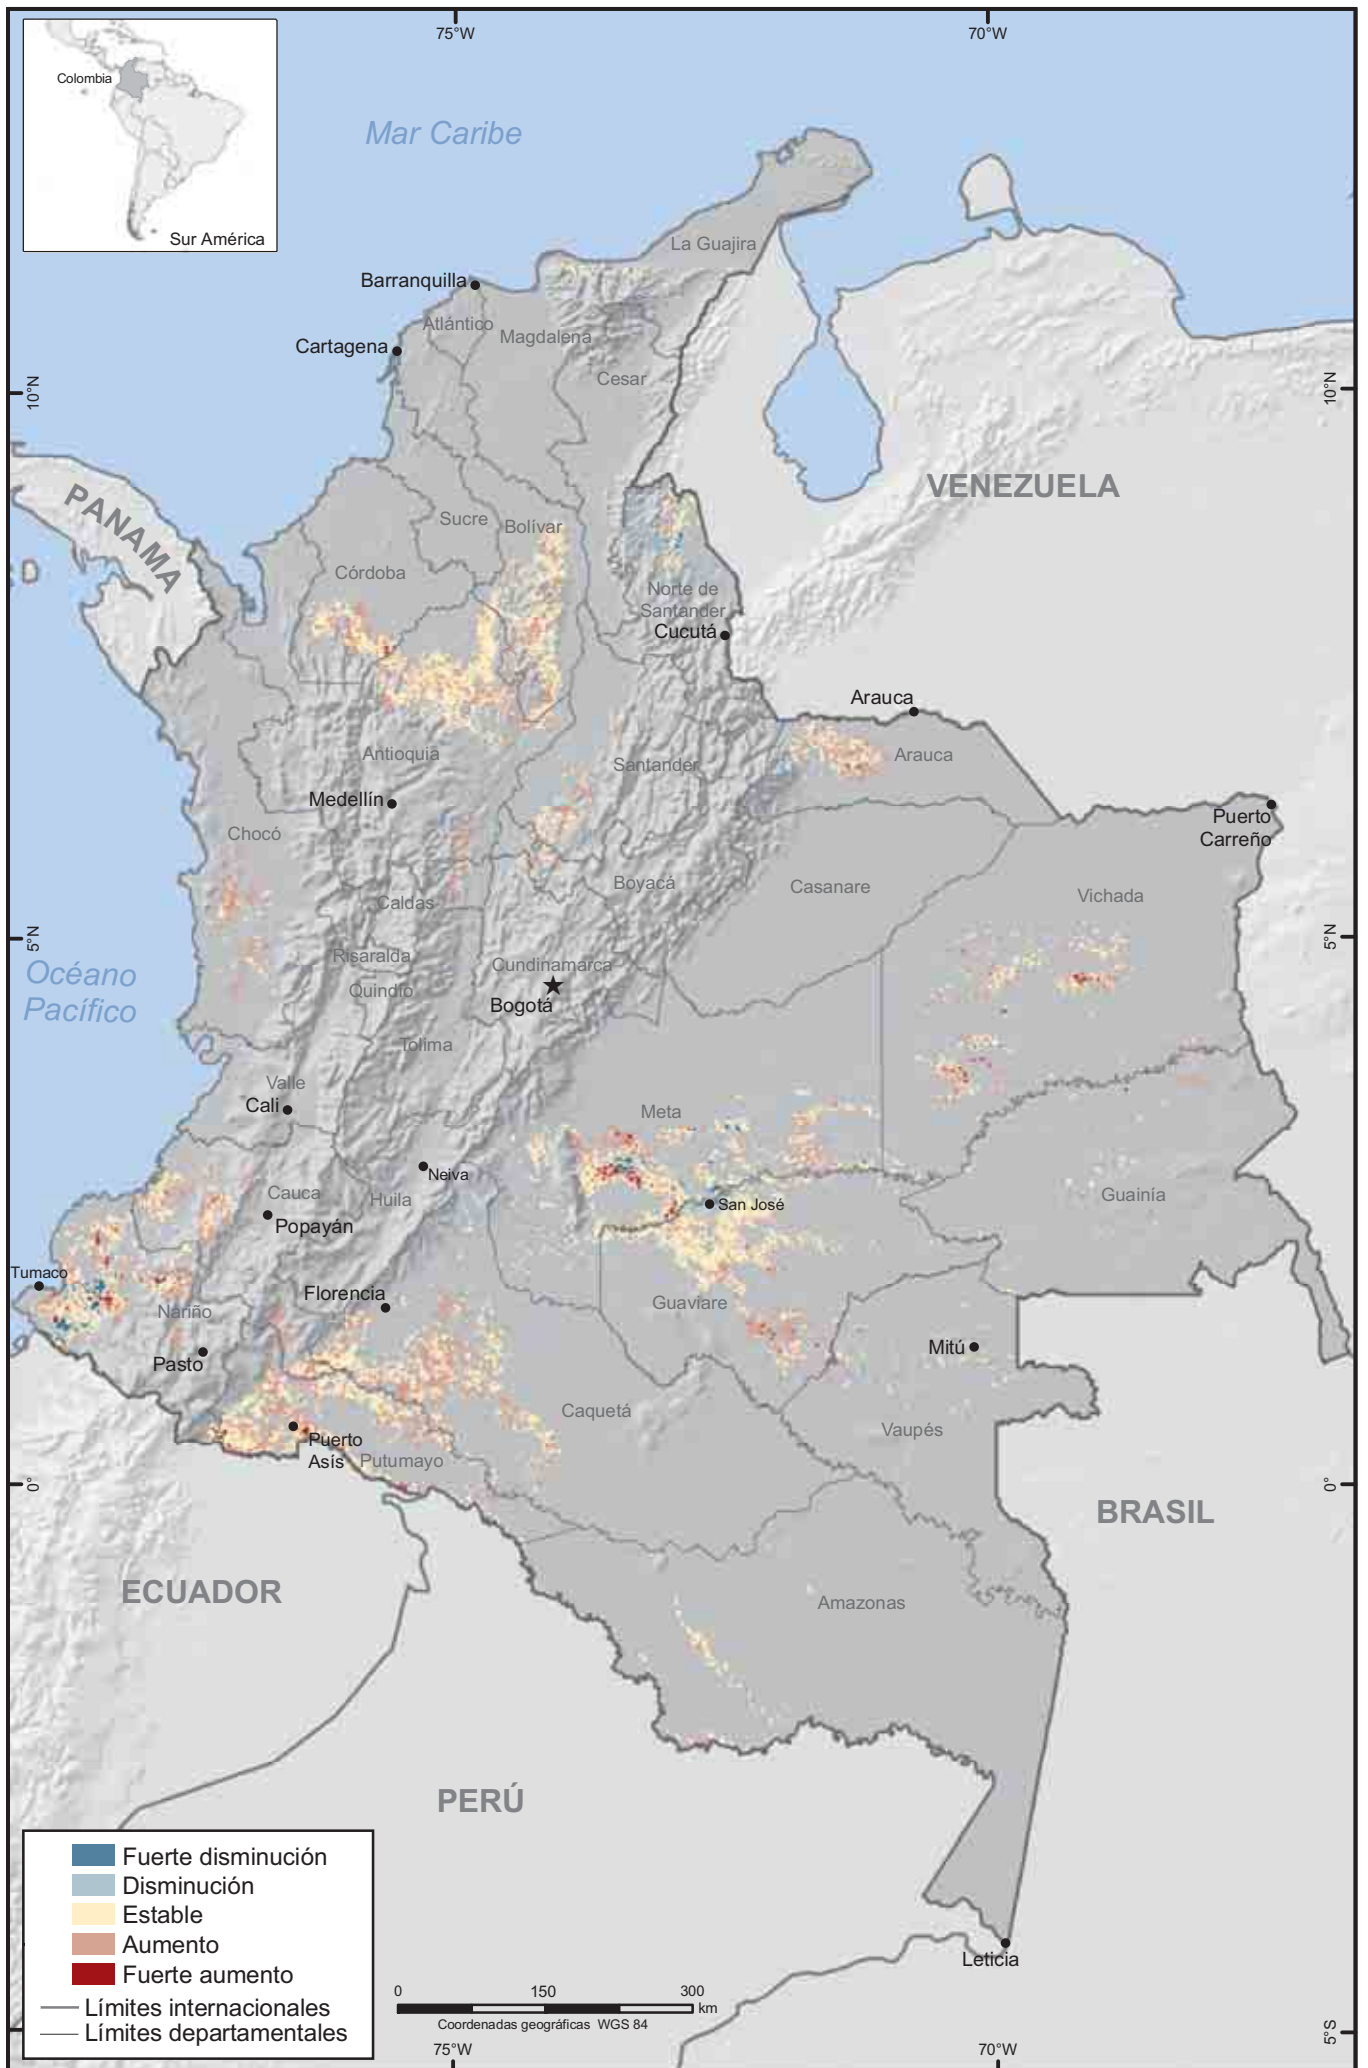 75°W
70°W
Colombia
Sur América
Mar Caribe
La Guajira
Barranquilla
Atlántico
Magdalena
Cartagena
Cesar
10°N
10°N
VENEZUELA
PANAMA
Sucre
Bolívar
Córdoba
Norte de
Santander
Cucutá
Arauca
Arauca
Antioquia
Santander
Medellín
Puerto
Carreño
Chocó
Boyacá
Casanare
Vichada
Caldas
5°N
5°N
Océano
Pacífico
Risaralda
Cundinamarca
Quindío
Bogotá
Tolima
Valle
Cali
Meta
Neiva
Cauca
Huila
San José
Guainía
Popayán
Tumaco
Florencia
Nariño
Guaviare
Pasto
Mitú
Caquetá
Vaupés
Puerto
Asís
Putumayo
0°
0°
BRASIL
ECUADOR
Amazonas
PERÚ
Fuerte disminución
Disminución
Estable
Aumento
Fuerte aumento
Límites internacionales
Límites departamentales
Leticia
0 150 300
km
Coordenadas geográficas WGS 84
5°S
75°W
70°W